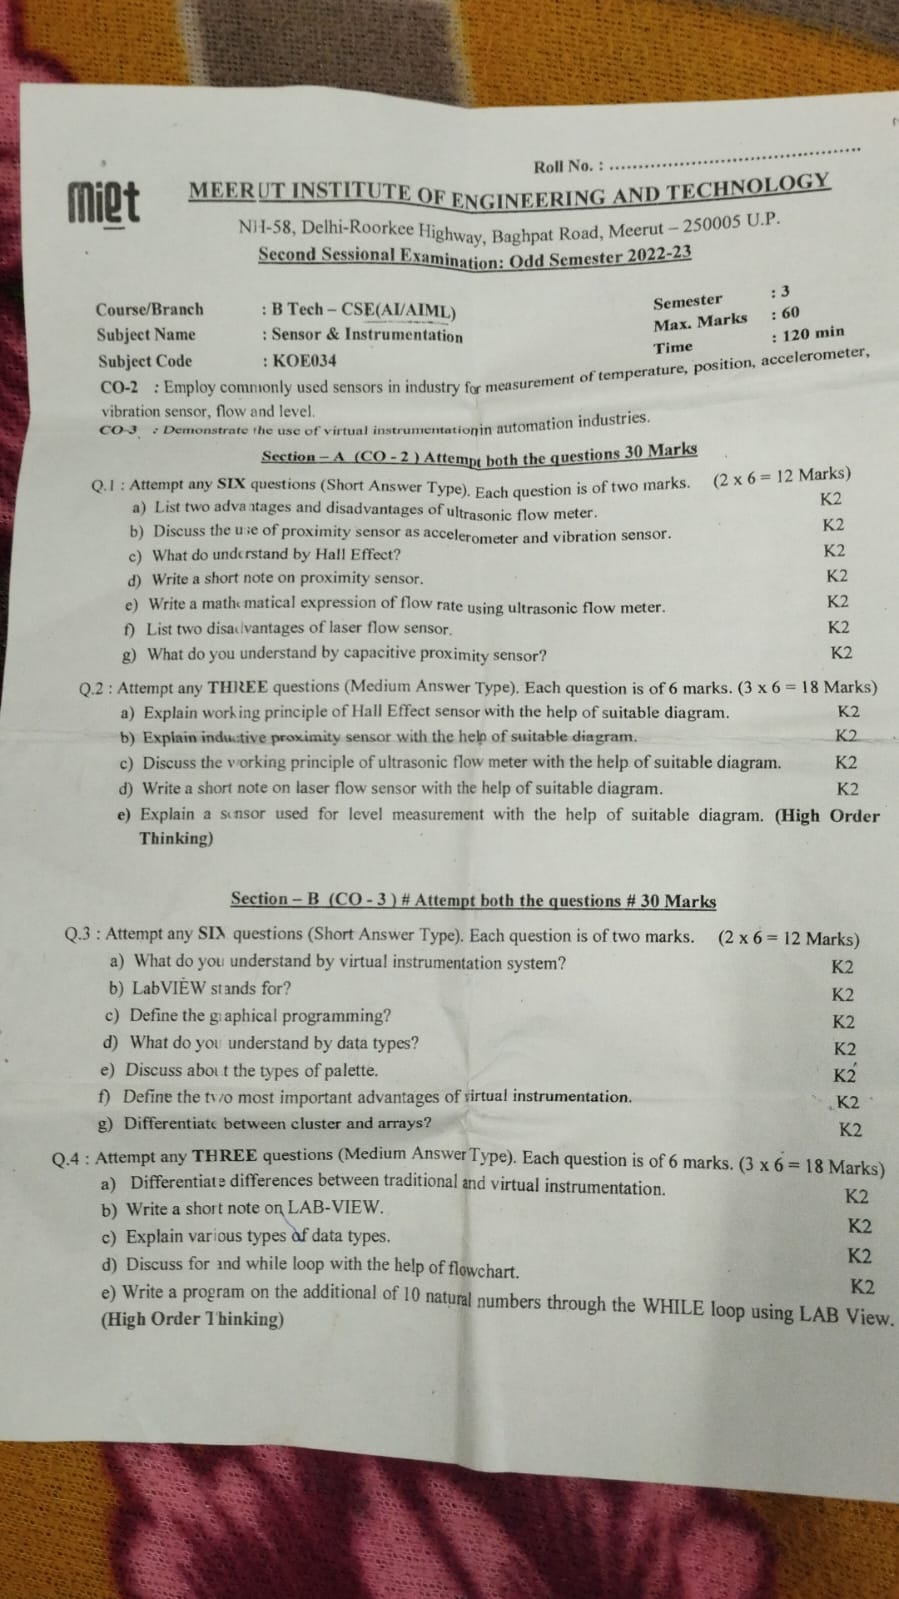 Roll No. : ............................................
miet
MEERUT INSTITUTE OF ENGINEERING AND TECHNOLOGY
NH-58, Delhi-Roorkee Highway, Baghpat Road, Meerut – 250005 U.P.
Second Sessional Examination: Odd Semester 2022-23
Course/Branch : B Tech – CSE(AI/AIML) Semester : 3
Subject Name : Sensor & Instrumentation Max. Marks : 60
Subject Code : KOE034 Time : 120 min
CO-2 : Employ commonly used sensors in industry for measurement of temperature, position, accelerometer,
vibration sensor, flow and level.
CO-3 : Demonstrate the use of virtual instrumentation in automation industries.
Section – A (CO - 2 ) Attempt both the questions 30 Marks
Q.1 : Attempt any SIX questions (Short Answer Type). Each question is of two marks. (2 x 6 = 12 Marks)
a) List two advantages and disadvantages of ultrasonic flow meter. K2
b) Discuss the use of proximity sensor as accelerometer and vibration sensor. K2
c) What do understand by Hall Effect? K2
d) Write a short note on proximity sensor. K2
e) Write a mathematical expression of flow rate using ultrasonic flow meter. K2
f) List two disadvantages of laser flow sensor. K2
g) What do you understand by capacitive proximity sensor? K2
Q.2 : Attempt any THREE questions (Medium Answer Type). Each question is of 6 marks. (3 x 6 = 18 Marks)
a) Explain working principle of Hall Effect sensor with the help of suitable diagram. K2
b) Explain inductive proximity sensor with the help of suitable diagram. K2
c) Discuss the working principle of ultrasonic flow meter with the help of suitable diagram. K2
d) Write a short note on laser flow sensor with the help of suitable diagram. K2
e) Explain a sensor used for level measurement with the help of suitable diagram. (High Order
Thinking)
Section – B (CO - 3 ) # Attempt both the questions # 30 Marks
Q.3 : Attempt any SIX questions (Short Answer Type). Each question is of two marks. (2 x 6 = 12 Marks)
a) What do you understand by virtual instrumentation system? K2
b) LabVIEW stands for? K2
c) Define the graphical programming? K2
d) What do you understand by data types? K2
e) Discuss about the types of palette. K2
f) Define the two most important advantages of virtual instrumentation. K2
g) Differentiate between cluster and arrays? K2
Q.4 : Attempt any THREE questions (Medium Answer Type). Each question is of 6 marks. (3 x 6 = 18 Marks)
a) Differentiate differences between traditional and virtual instrumentation. K2
b) Write a short note on LAB-VIEW. K2
c) Explain various types of data types. K2
d) Discuss for and while loop with the help of flowchart. K2
e) Write a program on the additional of 10 natural numbers through the WHILE loop using LAB View.
(High Order Thinking)